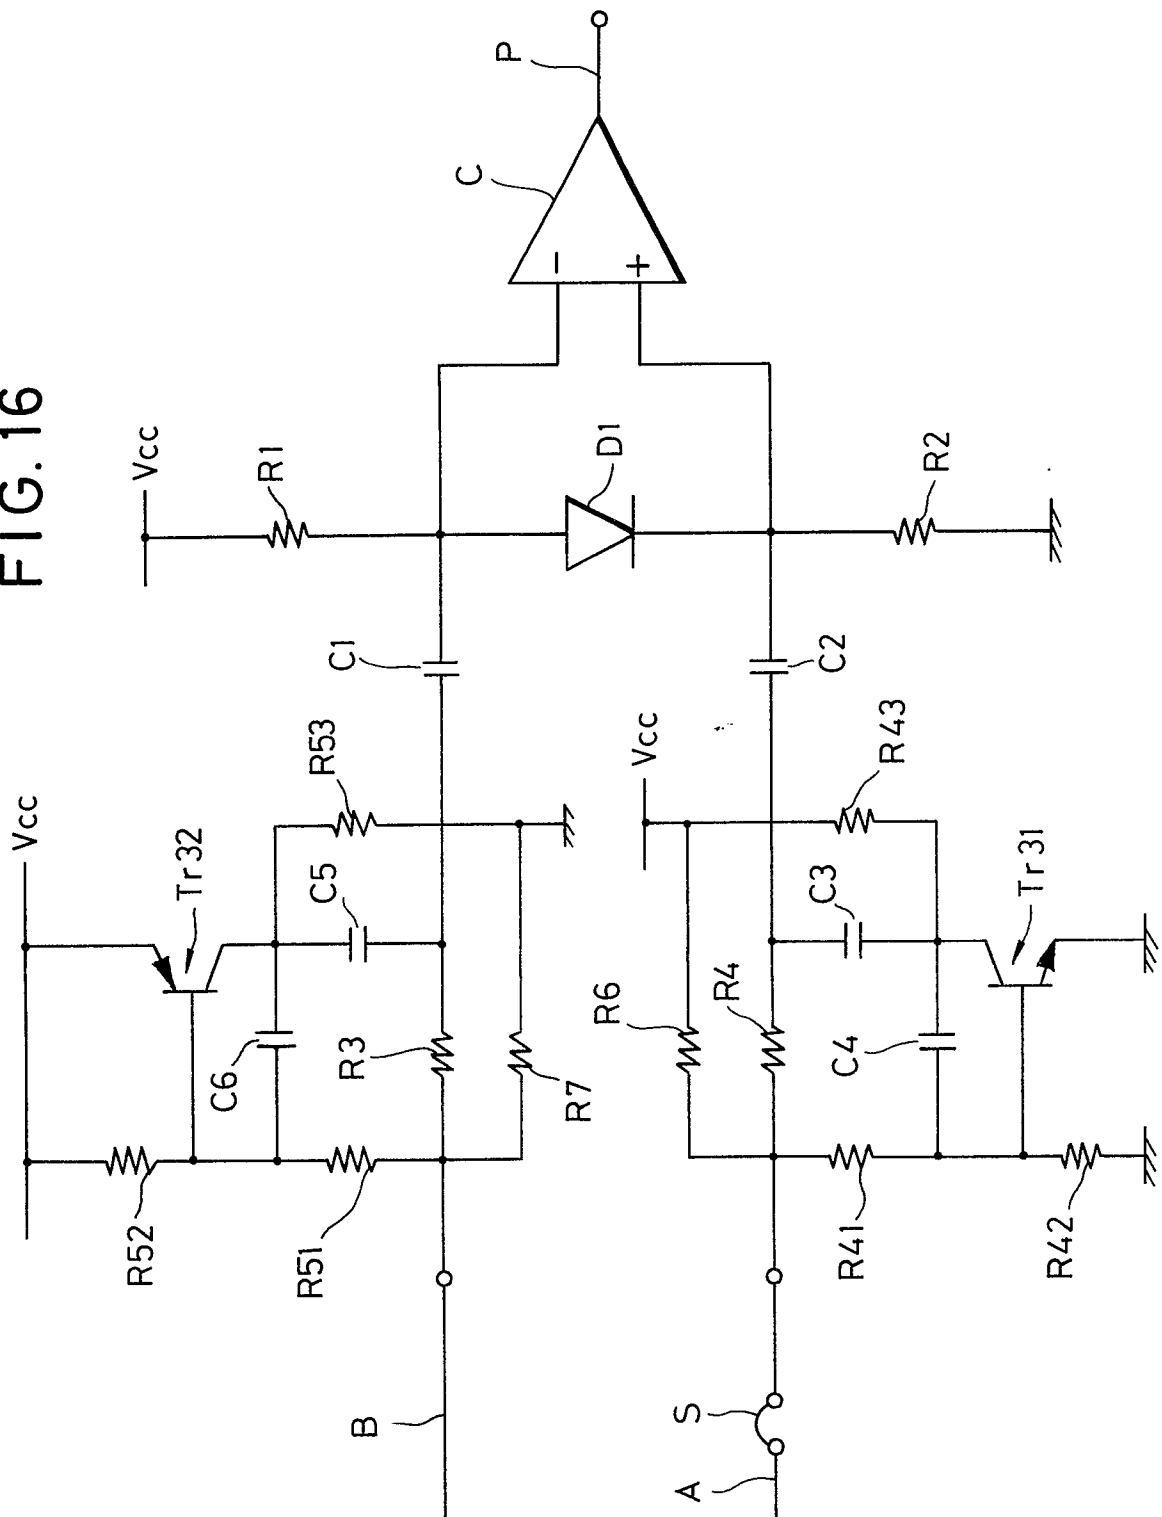 FIG. 16
Vcc
Tr32
R52
C6
C5
R53
R51
R3
R7
B
C1
Vcc
R1
D1
R2
C2
C
−
+
P
Vcc
R6
R4
C3
R43
C4
Tr31
R41
R42
S
A